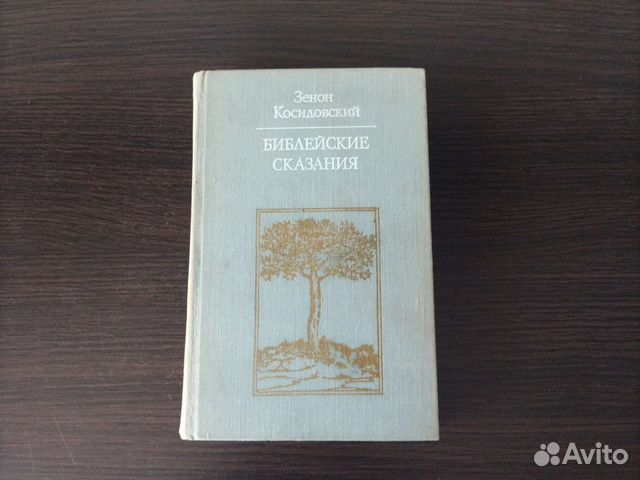 Зенон
Косидовский
БИБЛЕЙСКИЕ
СКАЗАНИЯ
Avito